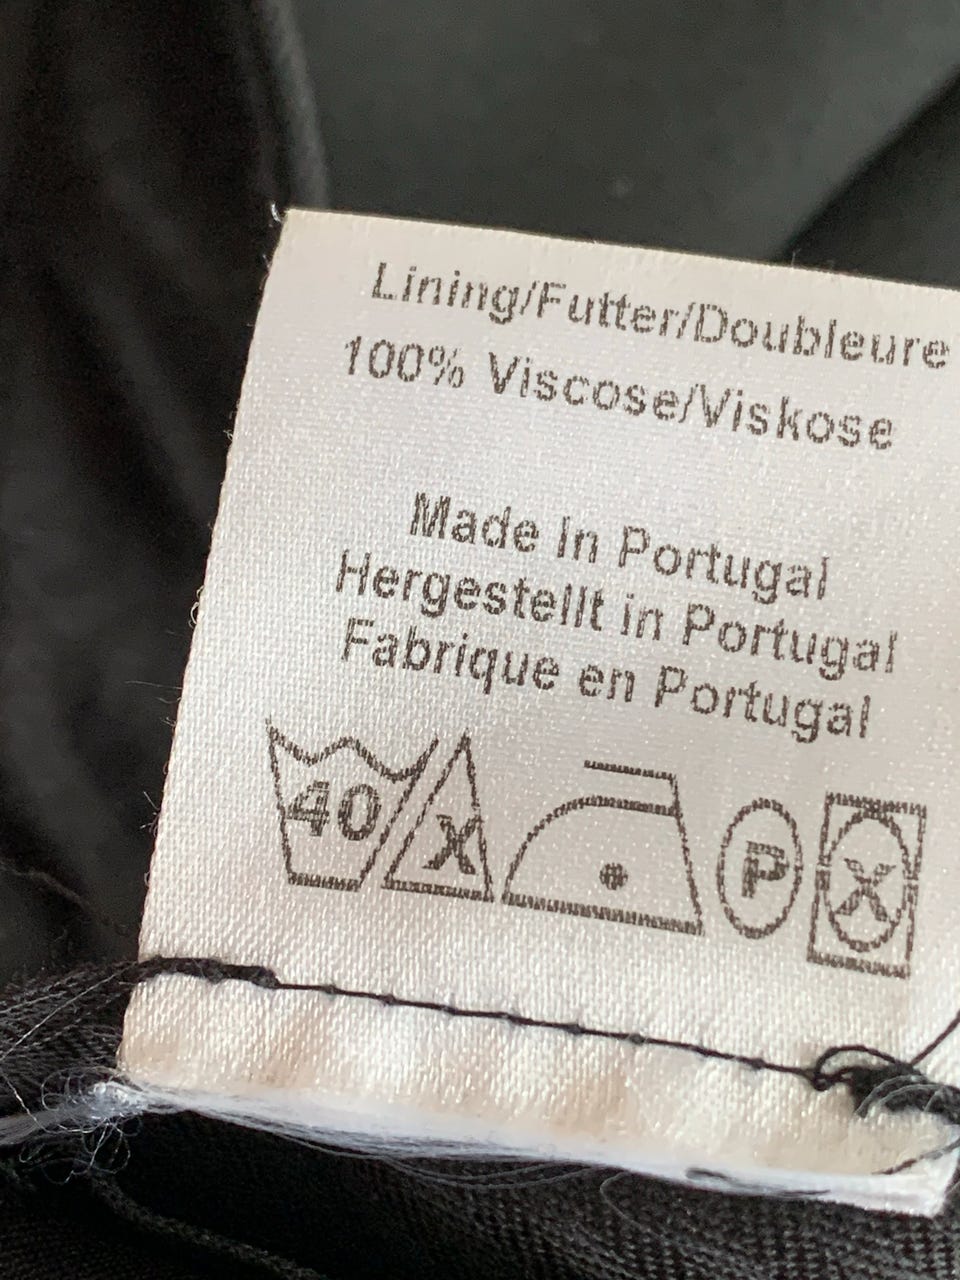 Lining/Futter/Doubleure
100% Viscose/Viskose
Made In Portugal
Hergestellt in Portugal
Fabrique en Portugal
40 X P X